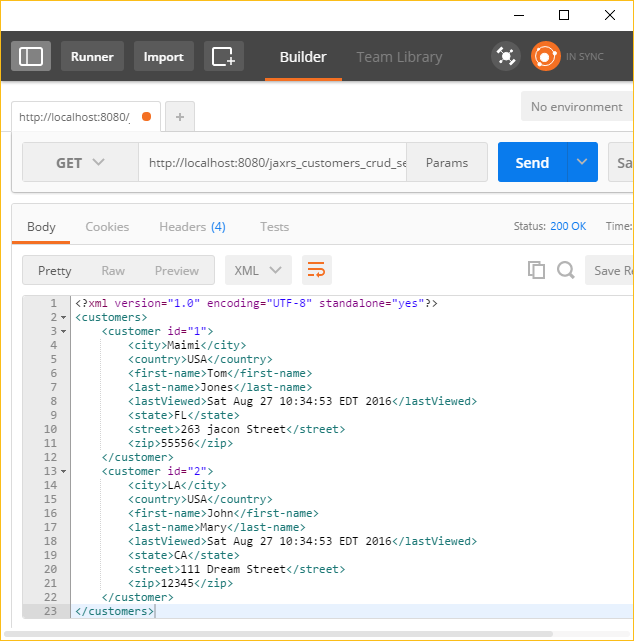 Runner Import Builder Team Library IN SYNC
No environment
http://localhost:8080/ +
GET http://localhost:8080/jaxrs_customers_crud_se Params Send Sa
Body Cookies Headers (4) Tests Status: 200 OK Time:
Pretty Raw Preview XML Save Re
1 <?xml version="1.0" encoding="UTF-8" standalone="yes"?>
2 <customers>
3 <customer id="1">
4 <city>Maimi</city>
5 <country>USA</country>
6 <first-name>Tom</first-name>
7 <last-name>Jones</last-name>
8 <lastViewed>Sat Aug 27 10:34:53 EDT 2016</lastViewed>
9 <state>FL</state>
10 <street>263 jacon Street</street>
11 <zip>55556</zip>
12 </customer>
13 <customer id="2">
14 <city>LA</city>
15 <country>USA</country>
16 <first-name>John</first-name>
17 <last-name>Mary</last-name>
18 <lastViewed>Sat Aug 27 10:34:53 EDT 2016</lastViewed>
19 <state>CA</state>
20 <street>111 Dream Street</street>
21 <zip>12345</zip>
22 </customer>
23 </customers>